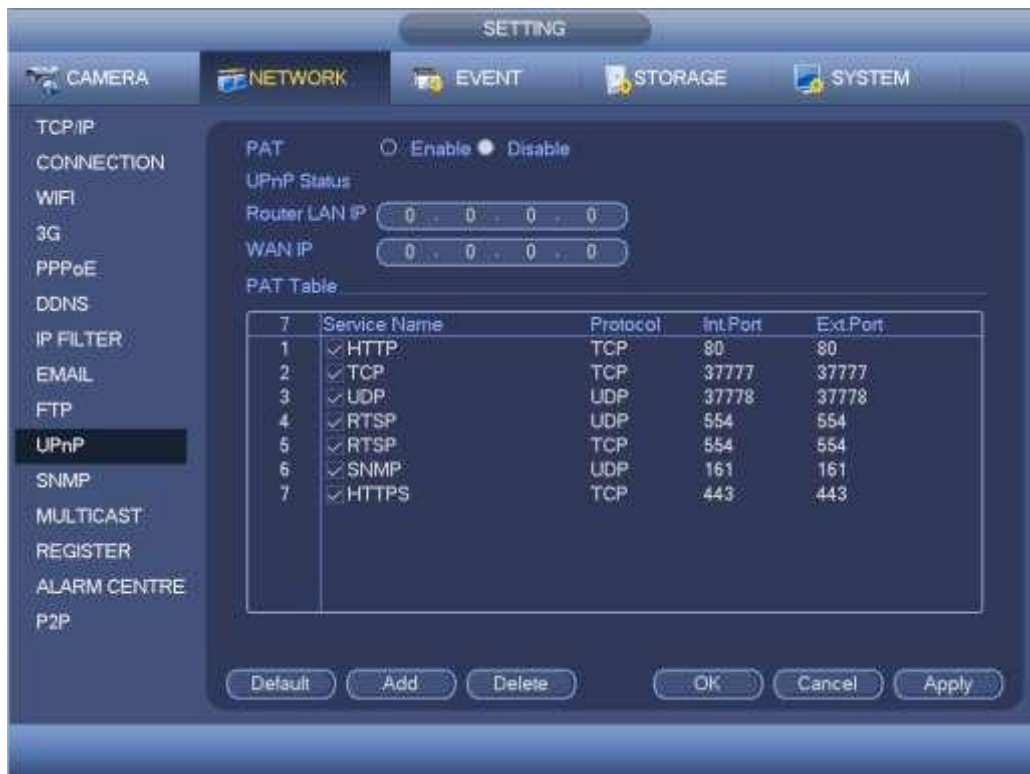 SETTING
CAMERA NETWORK EVENT STORAGE SYSTEM
TCP/IP
CONNECTION
WIFI
3G
PPPoE
DDNS
IP FILTER
EMAIL
FTP
UPnP
SNMP
MULTICAST
REGISTER
ALARM CENTRE
P2P
PAT Enable Disable
UPnP Status
Router LAN IP 0 . 0 . 0 . 0
WAN IP 0 . 0 . 0 . 0
PAT Table
7 Service Name Protocol Int.Port Ext.Port
1 HTTP TCP 80 80
2 TCP TCP 37777 37777
3 UDP UDP 37778 37778
4 RTSP UDP 554 554
5 RTSP TCP 554 554
6 SNMP UDP 161 161
7 HTTPS TCP 443 443
Default Add Delete OK Cancel Apply